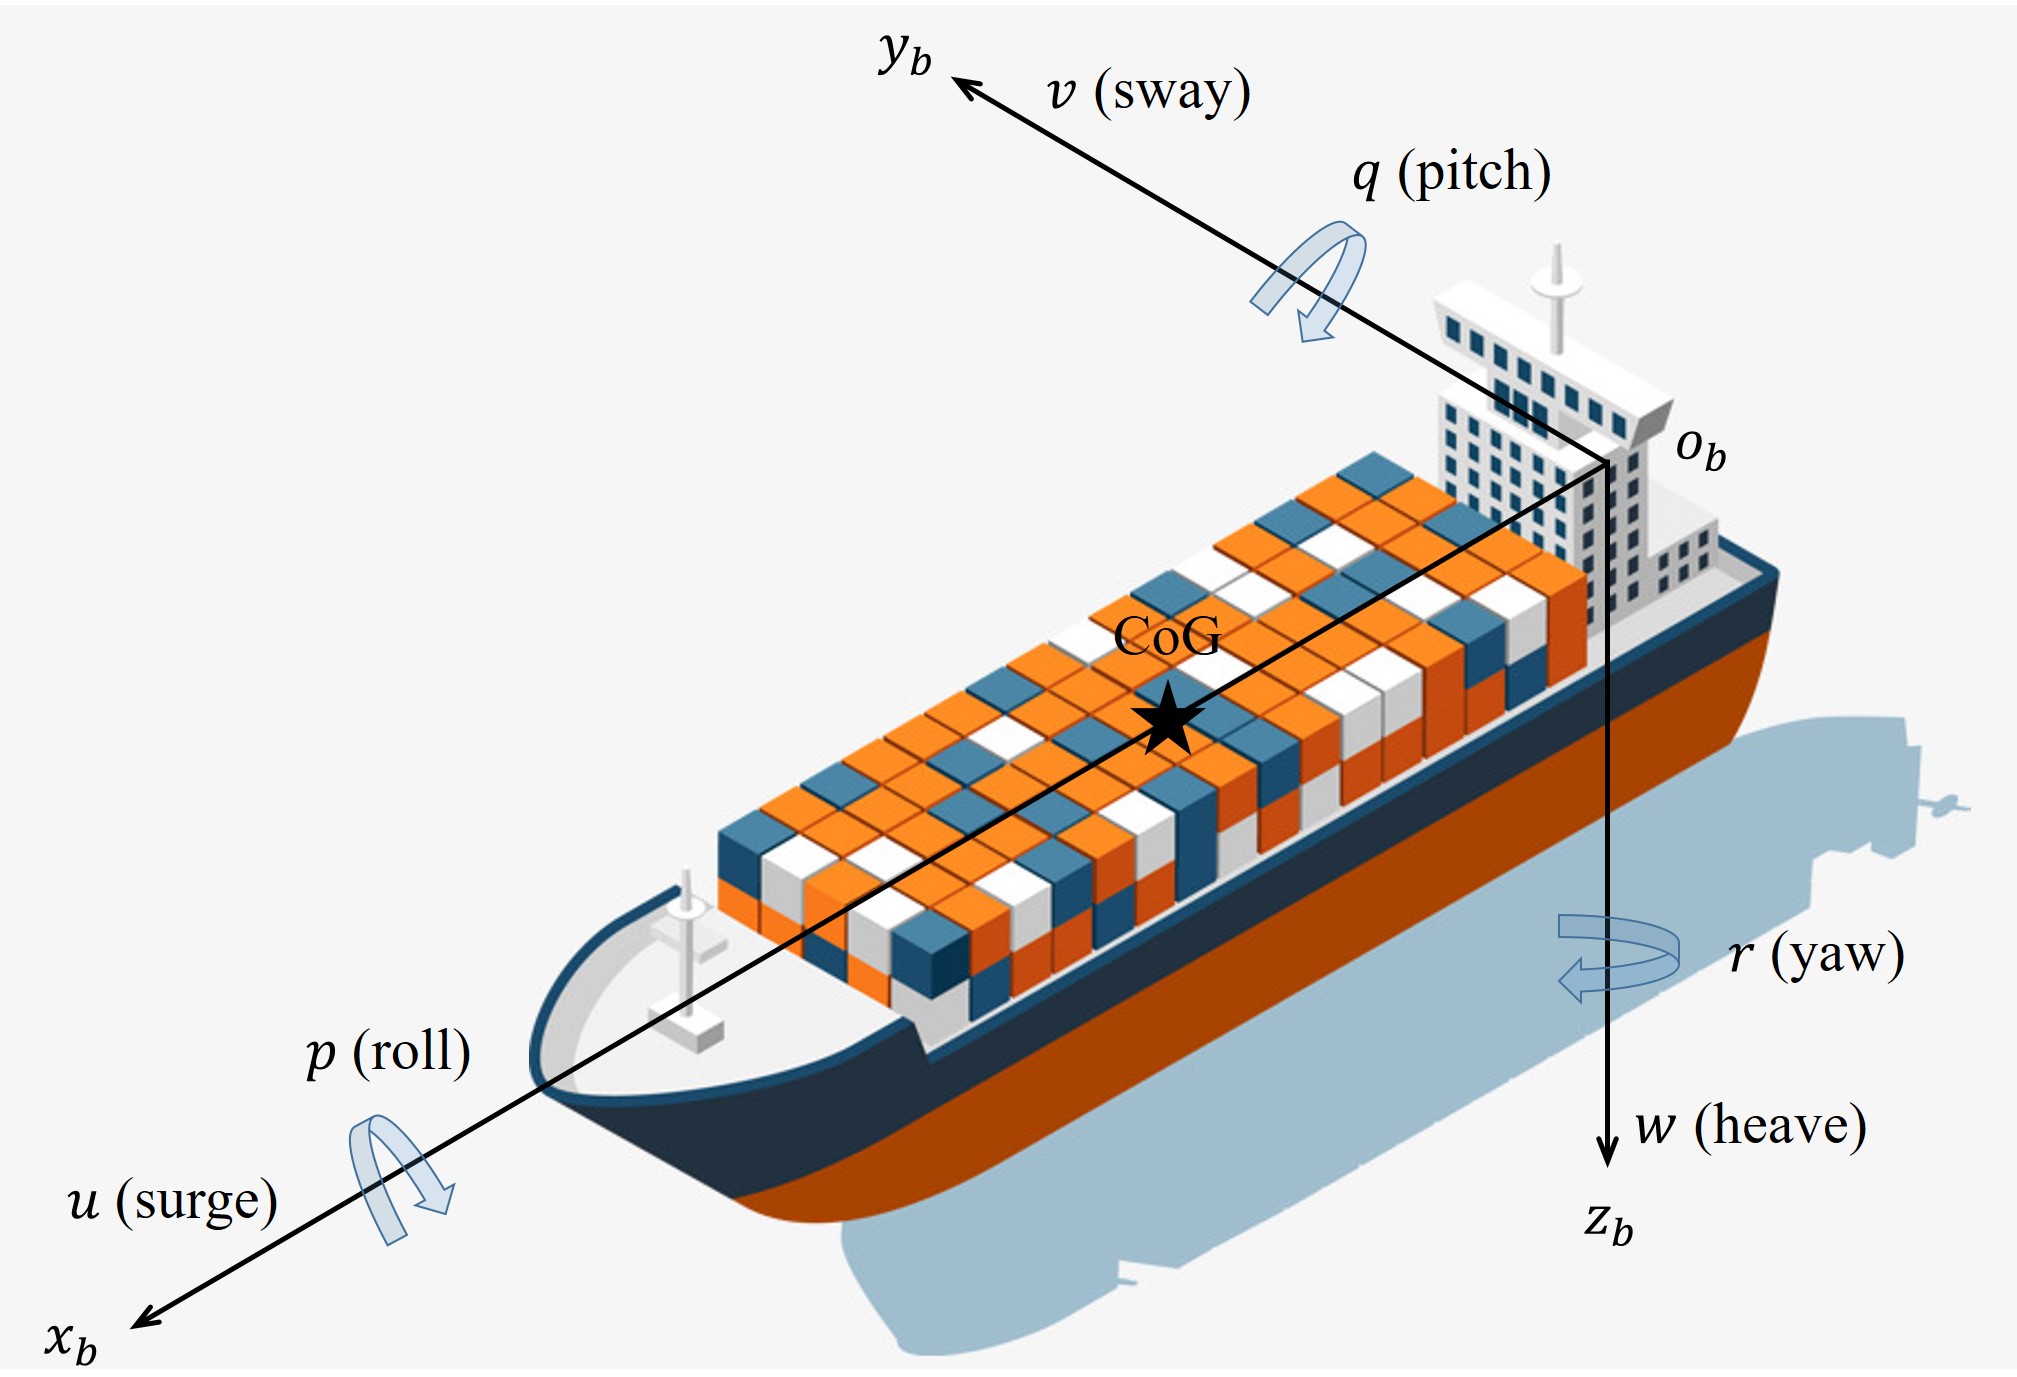 y_b
v (sway)
q (pitch)
o_b
CoG
r (yaw)
p (roll)
w (heave)
u (surge)
z_b
x_b